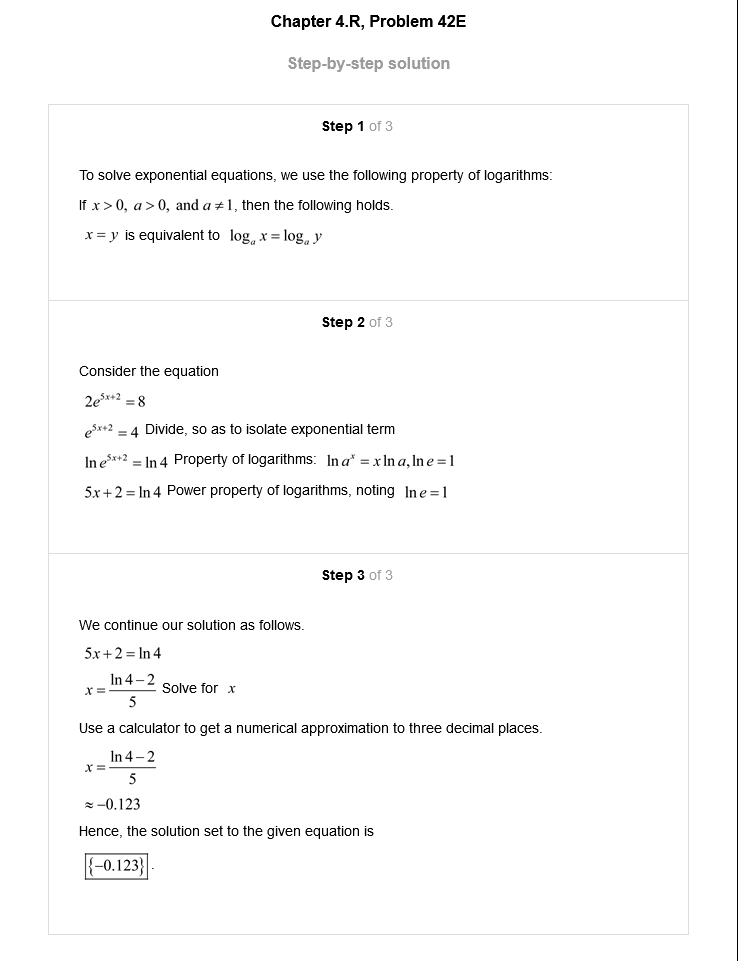 Chapter 4.R, Problem 42E
Step-by-step solution
Step 1 of 3
To solve exponential equations, we use the following property of logarithms:
If x > 0, a > 0, and a ≠ 1, then the following holds.
x = y is equivalent to logₐ x = logₐ y
Step 2 of 3
Consider the equation
2e^{5x+2} = 8
e^{5x+2} = 4 Divide, so as to isolate exponential term
ln e^{5x+2} = ln 4 Property of logarithms: ln a^x = x ln a, ln e = 1
5x + 2 = ln 4 Power property of logarithms, noting ln e = 1
Step 3 of 3
We continue our solution as follows.
5x + 2 = ln 4
x = \frac{ln 4 − 2}{5} Solve for x
Use a calculator to get a numerical approximation to three decimal places.
x = \frac{ln 4 − 2}{5}
≈ −0.123
Hence, the solution set to the given equation is
{−0.123}.